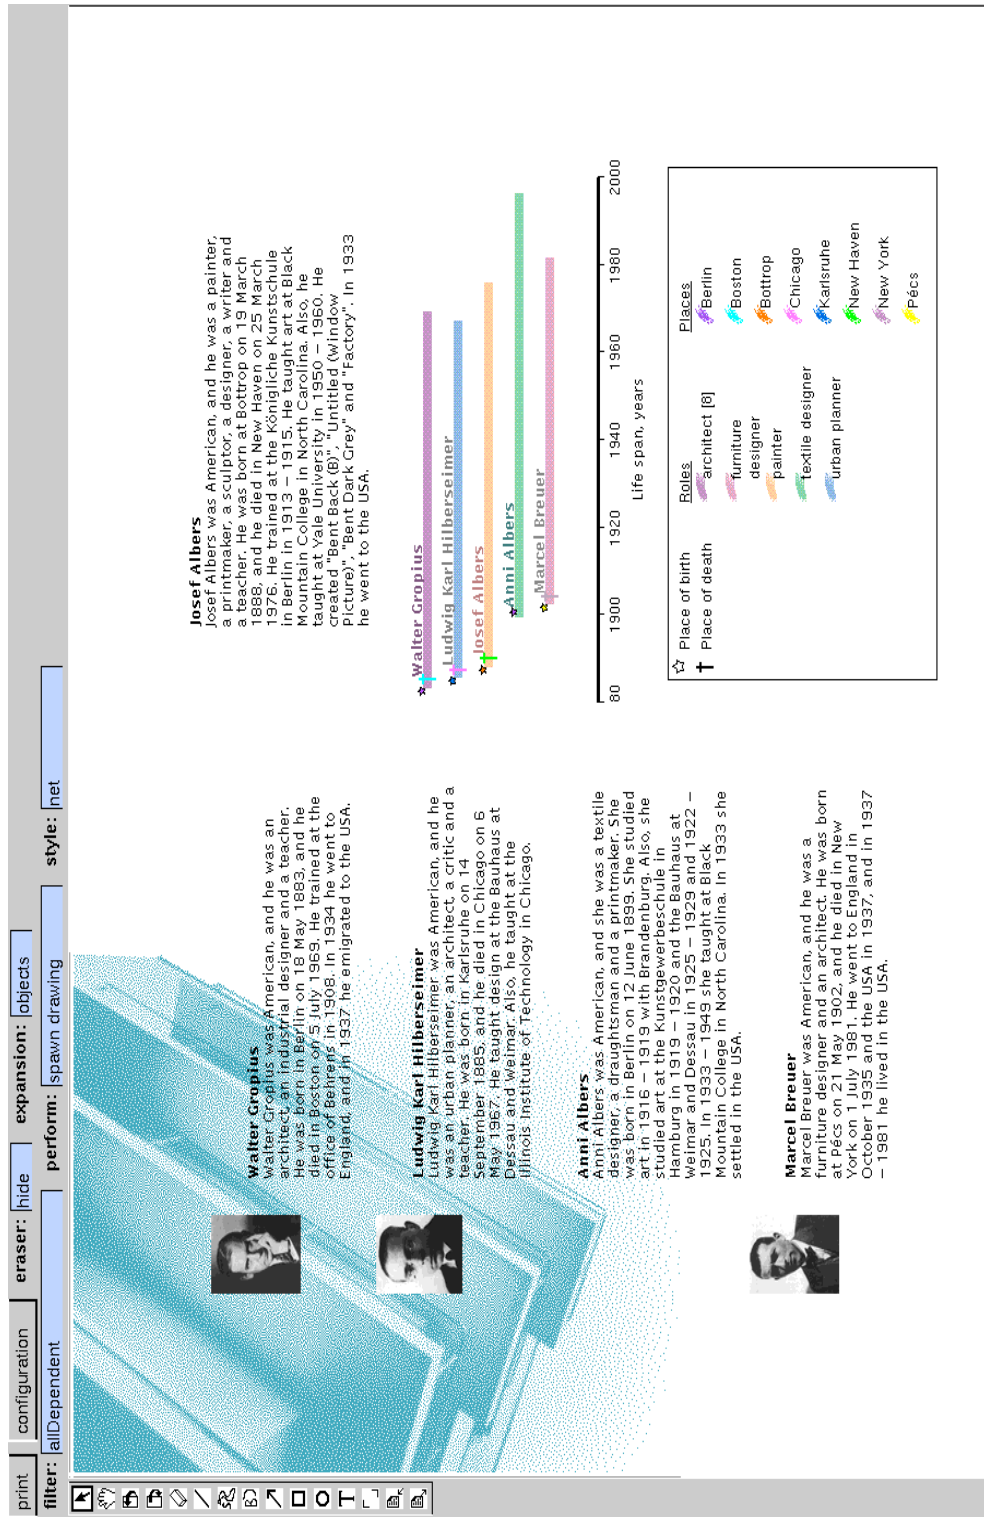 print configuration eraser: hide expansion: objects
filter: allDependent perform: spawn drawing style: net
Walter Gropius
Walter Gropius was American, and he was an
architect, an industrial designer and a teacher.
He was born in Berlin on 18 May 1883, and he
died in Boston on 5 July 1969. He trained at the
office of Behrens in 1908. In 1934 he went to
England, and in 1937 he emigrated to the USA.
Ludwig Karl Hilberseimer
Ludwig Karl Hilberseimer was American, and he
was an urban planner, an architect, a critic and a
teacher. He was born in Karlsruhe on 14
September 1885, and he died in Chicago on 6
May 1967. He taught design at the Bauhaus at
Dessau and Weimar. Also, he taught at the
Illinois Institute of Technology in Chicago.
Anni Albers
Anni Albers was American, and she was a textile
designer, a draughtsman and a printmaker. She
was born in Berlin on 12 June 1899. She studied
art in 1916 – 1919 with Brandenburg. Also, she
studied art at the Kunstgewerbeschule in
Hamburg in 1919 – 1920 and the Bauhaus at
Weimar and Dessau in 1925 – 1929 and 1922 –
1925. In 1933 – 1949 she taught at Black
Mountain College in North Carolina. In 1933 she
settled in the USA.
Marcel Breuer
Marcel Breuer was American, and he was a
furniture designer and an architect. He was born
at Pécs on 21 May 1902, and he died in New
York on 1 July 1981. He went to England in
October 1935 and the USA in 1937, and in 1937
– 1981 he lived in the USA.
Josef Albers
Josef Albers was American, and he was a painter,
a printmaker, a sculptor, a designer, a writer and
a teacher. He was born at Bottrop on 19 March
1888, and he died in New Haven on 25 March
1976. He trained at the Königliche Kunstschule
in Berlin in 1913 – 1915. He taught art at Black
Mountain College in North Carolina. Also, he
taught at Yale University in 1950 – 1960. He
created "Bent Back (B)", "Untitled (Window
Picture)", "Bent Dark Grey" and "Factory". In 1933
he went to the USA.
Walter Gropius
Ludwig Karl Hilberseimer
Josef Albers
Anni Albers
Marcel Breuer
80 1900 1920 1940 1960 1980 2000
Life span, years
Place of birth
Place of death
Roles
architect [8]
furniture
designer
painter
textile designer
urban planner
Places
Berlin
Boston
Bottrop
Chicago
Karlsruhe
New Haven
New York
Pécs